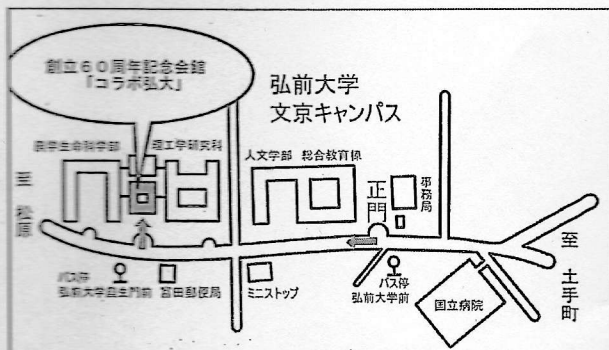 創立60周年記念会館
「コラボ弘大」
弘前大学
文京キャンパス
農学生命科学部
理工学研究科
人文学部 総合教育棟
正門
事務局
至 松原
至 土手町
バス停
弘前大学農生門前
富田郵便局
ミニストップ
バス停
弘前大学前
国立病院